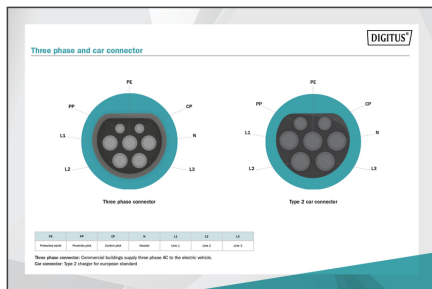 DIGITUS®
Three phase and car connector
PE
PP
CP
L1
N
L2
L3
Three phase connector
PE
PP
CP
L1
N
L2
L3
Type 2 car connector
PE PP CP N L1 L2 L3
Protective earth Proximity pilot Control pilot Neutral Line 1 Line 2 Line 3
Three phase connector: Commercial buildings supply three phase AC to the electric vehicle.
Car connector: Type 2 charger for european standard